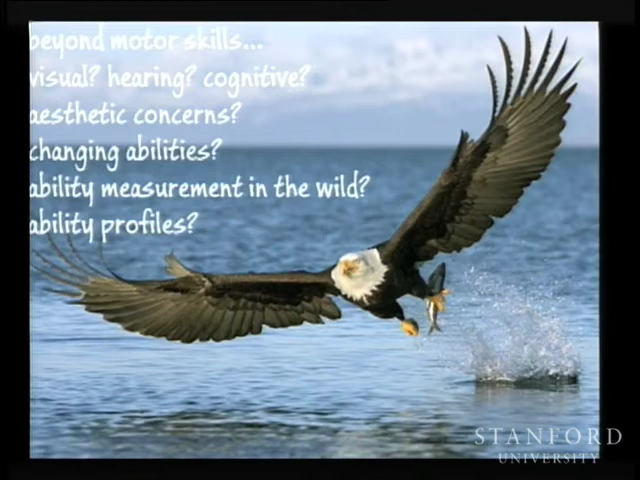 beyond motor skills...
visual? hearing? cognitive?
aesthetic concerns?
changing abilities?
ability measurement in the wild?
ability profiles?
STANFORD
UNIVERSITY